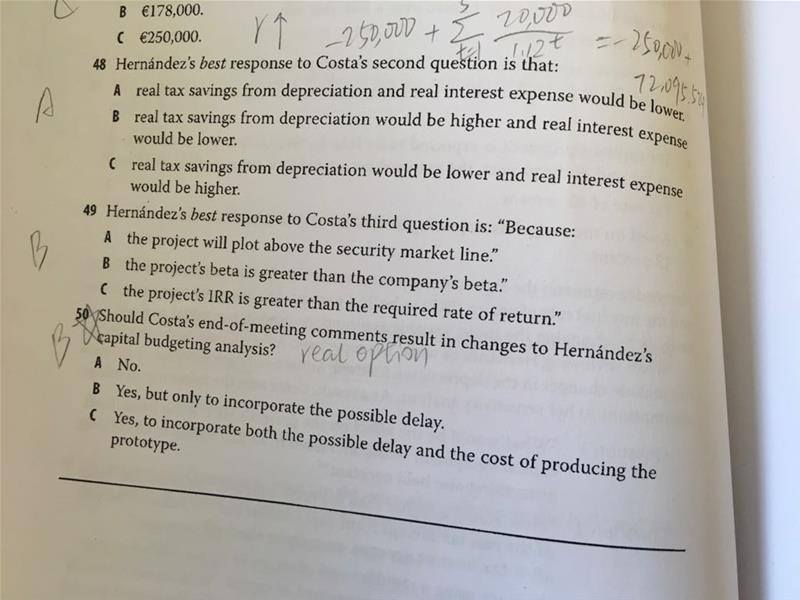 B €178,000.
C €250,000.
r↑ -250,000 + Σ 20,000 / 1.12^t = -250,000 +
5
t=1
48 Hernández's best response to Costa's second question is that:
A
A real tax savings from depreciation and real interest expense would be lower.
B real tax savings from depreciation would be higher and real interest expense
would be lower.
C real tax savings from depreciation would be lower and real interest expense
would be higher.
49 Hernández's best response to Costa's third question is: “Because:
B
A the project will plot above the security market line.”
B the project's beta is greater than the company's beta.”
C the project's IRR is greater than the required rate of return.”
50 Should Costa's end-of-meeting comments result in changes to Hernández's
capital budgeting analysis? real option
B
A No.
B Yes, but only to incorporate the possible delay.
C Yes, to incorporate both the possible delay and the cost of producing the
prototype.